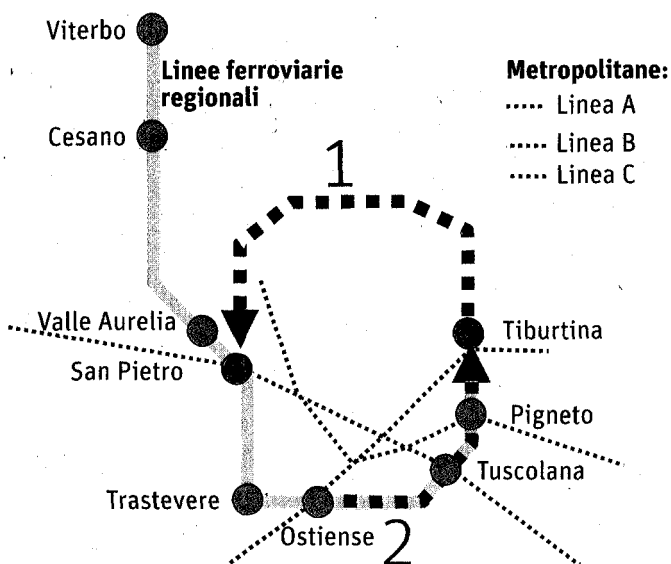 Viterbo
Linee ferroviarie
regionali
Metropolitane:
Linea A
Linea B
Linea C
Cesano
1
Valle Aurelia
Tiburtina
San Pietro
Pigneto
Tuscolana
Trastevere
Ostiense
2